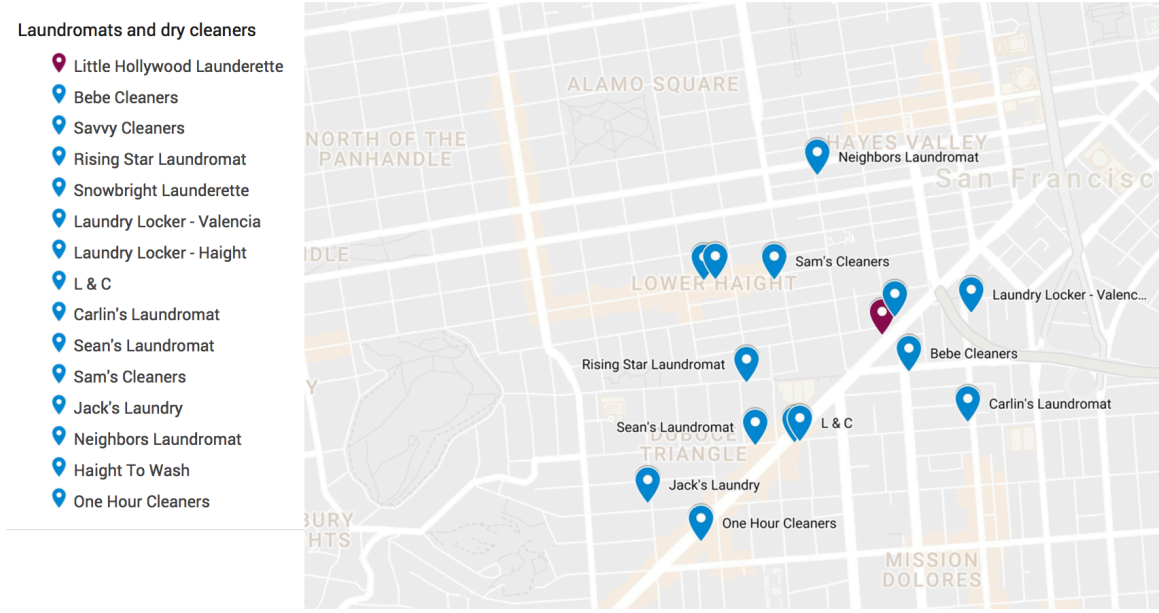 Laundromats and dry cleaners
Little Hollywood Launderette
Bebe Cleaners
Savvy Cleaners
Rising Star Laundromat
Snowbright Launderette
Laundry Locker - Valencia
Laundry Locker - Haight
L & C
Carlin's Laundromat
Sean's Laundromat
Sam's Cleaners
Jack's Laundry
Neighbors Laundromat
Haight To Wash
One Hour Cleaners
ALAMO SQUARE
NORTH OF THE
PANHANDLE
HAYES VALLEY
Neighbors Laundromat
San Francisc
DLE
Sam's Cleaners
LOWER HAIGHT
Laundry Locker - Valenc...
Bebe Cleaners
Rising Star Laundromat
Y
Carlin's Laundromat
L & C
Sean's Laundromat
DUBOCE
TRIANGLE
Jack's Laundry
One Hour Cleaners
BURY
HTS
MISSION
DOLORES